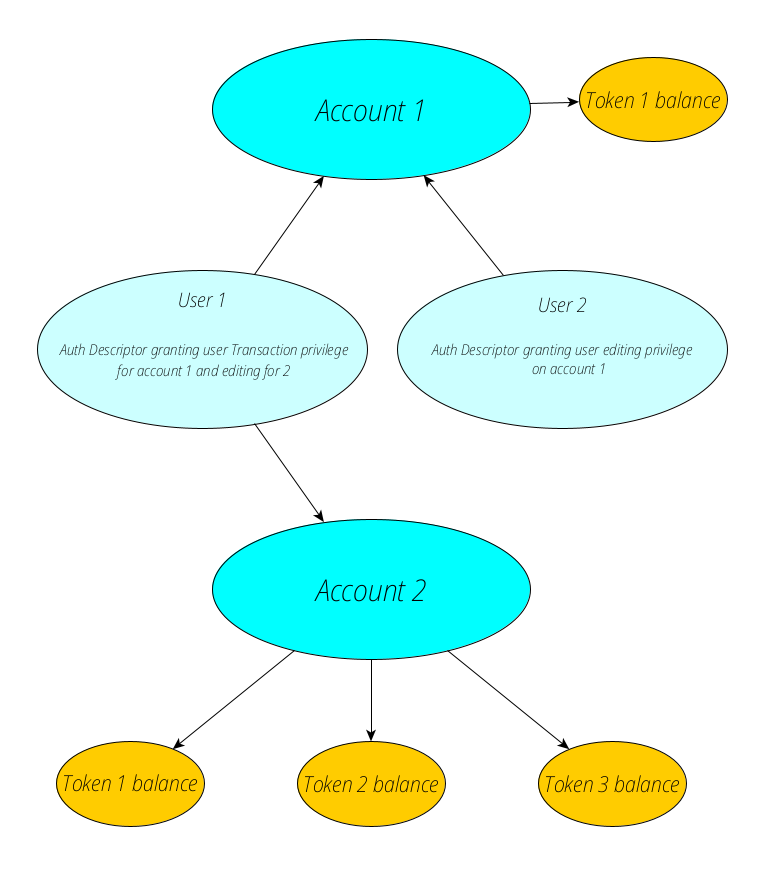 Account 1
Token 1 balance
User 1
Auth Descriptor granting user Transaction privilege
for account 1 and editing for 2
User 2
Auth Descriptor granting user editing privilege
on account 1
Account 2
Token 1 balance
Token 2 balance
Token 3 balance